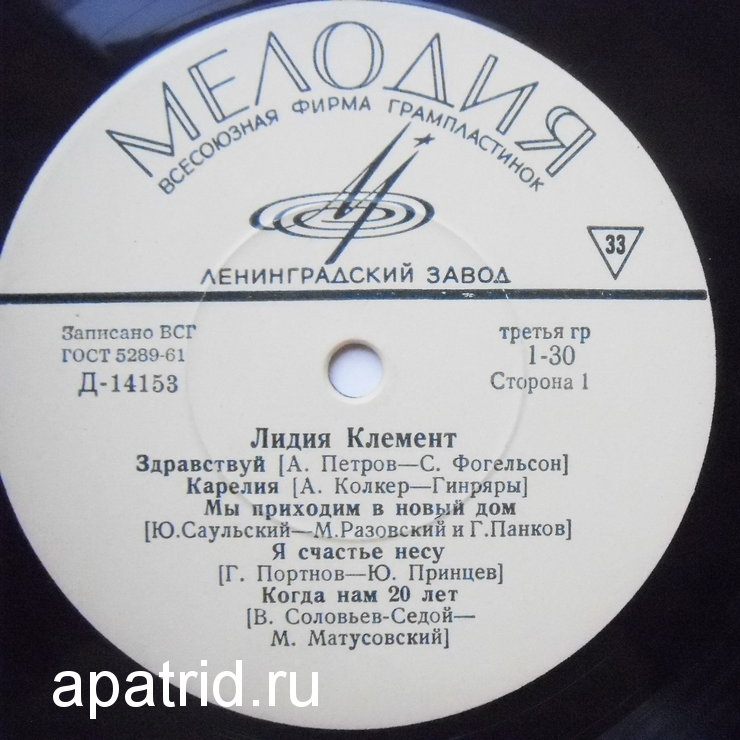 МЕЛОДИЯ
ВСЕСОЮЗНАЯ ФИРМА ГРАМПЛАСТИНОК
33
ЛЕНИНГРАДСКИЙ ЗАВОД
Записано ВСГ
ГОСТ 5289-61
Д-14153
третья гр
1-30
Сторона 1
Лидия Клемент
Здравствуй [А. Петров—С. Фогельсон]
Карелия [А. Колкер—Гинряры]
Мы приходим в новый дом
[Ю.Саульский—М.Разовский и Г.Панков]
Я счастье несу
[Г. Портнов—Ю. Принцев]
Когда нам 20 лет
[В. Соловьев-Седой—
М. Матусовский]
apatrid.ru